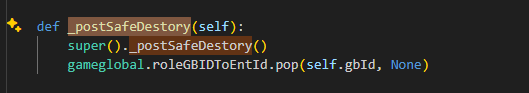 def _postSafeDestory(self):
super()._postSafeDestory()
gameglobal.roleGBIDToEntId.pop(self.gbId, None)